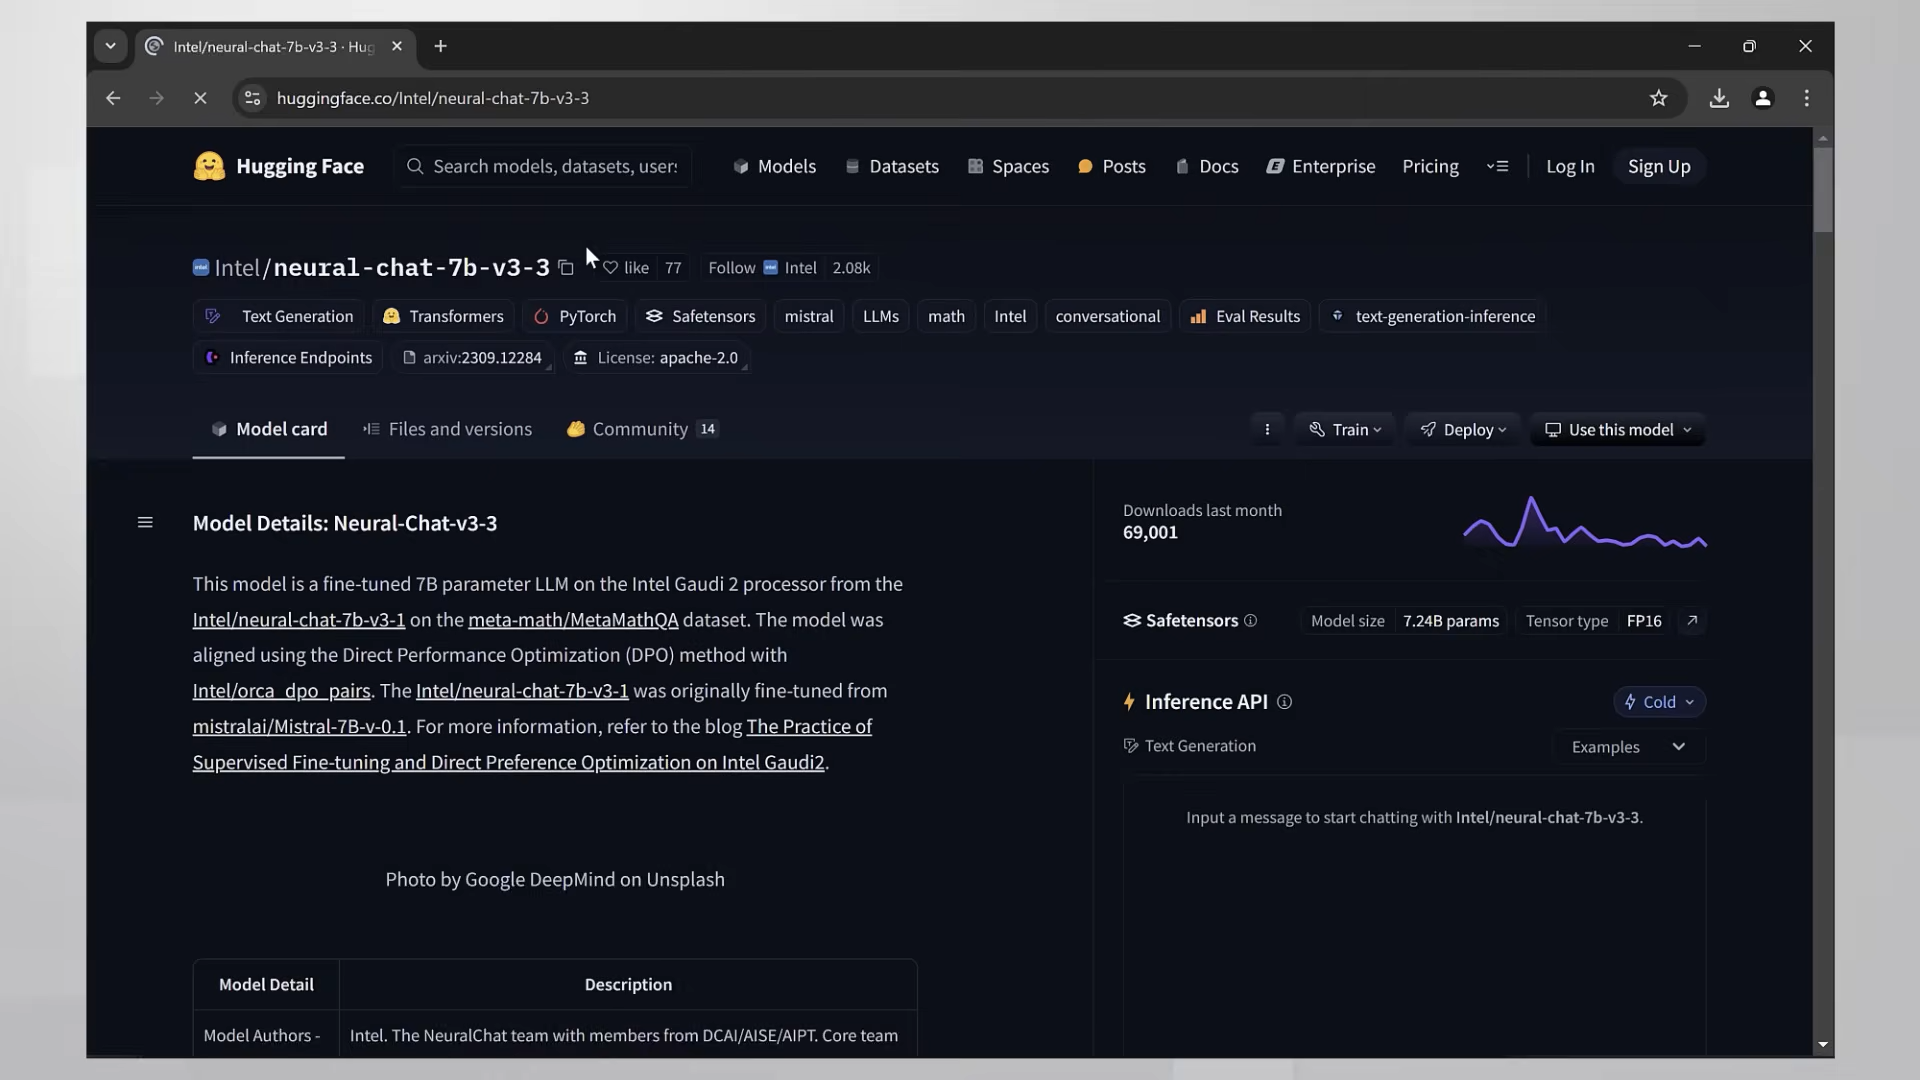 Intel/neural-chat-7b-v3-3 · Hug
huggingface.co/Intel/neural-chat-7b-v3-3
Hugging Face
Search models, datasets, users
Models
Datasets
Spaces
Posts
Docs
Enterprise
Pricing
Log In
Sign Up
Intel/neural-chat-7b-v3-3
like 77
Follow Intel 2.08k
Text Generation
Transformers
PyTorch
Safetensors
mistral
LLMs
math
Intel
conversational
Eval Results
text-generation-inference
Inference Endpoints
arxiv:2309.12284
License: apache-2.0
Model card
Files and versions
Community 14
Train
Deploy
Use this model
Model Details: Neural-Chat-v3-3
This model is a fine-tuned 7B parameter LLM on the Intel Gaudi 2 processor from the
Intel/neural-chat-7b-v3-1 on the meta-math/MetaMathQA dataset. The model was
aligned using the Direct Performance Optimization (DPO) method with
Intel/orca_dpo_pairs. The Intel/neural-chat-7b-v3-1 was originally fine-tuned from
mistralai/Mistral-7B-v-0.1. For more information, refer to the blog The Practice of
Supervised Fine-tuning and Direct Preference Optimization on Intel Gaudi2.
Photo by Google DeepMind on Unsplash
Model Detail
Description
Model Authors -
Intel. The NeuralChat team with members from DCAI/AISE/AIPT. Core team
Downloads last month
69,001
Safetensors
Model size 7.24B params
Tensor type FP16
Inference API
Cold
Text Generation
Examples
Input a message to start chatting with Intel/neural-chat-7b-v3-3.